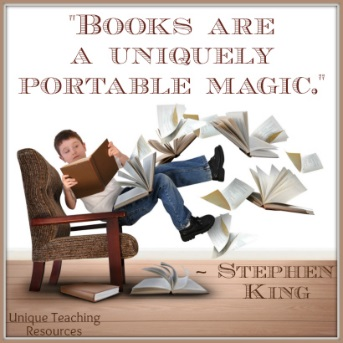 "Books are
a uniquely
portable magic."
~ Stephen
King
Unique Teaching
Resources